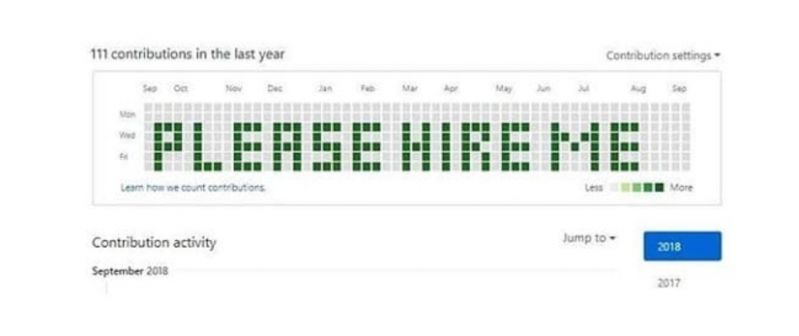 111 contributions in the last year
Contribution settings
Sep Oct Nov Dec Jan Feb Mar Apr May Jun Jul Aug Sep
Mon
Wed
Fri
PLEASE HIRE ME
Learn how we count contributions.
Less More
Contribution activity
Jump to
2018
September 2018
2017